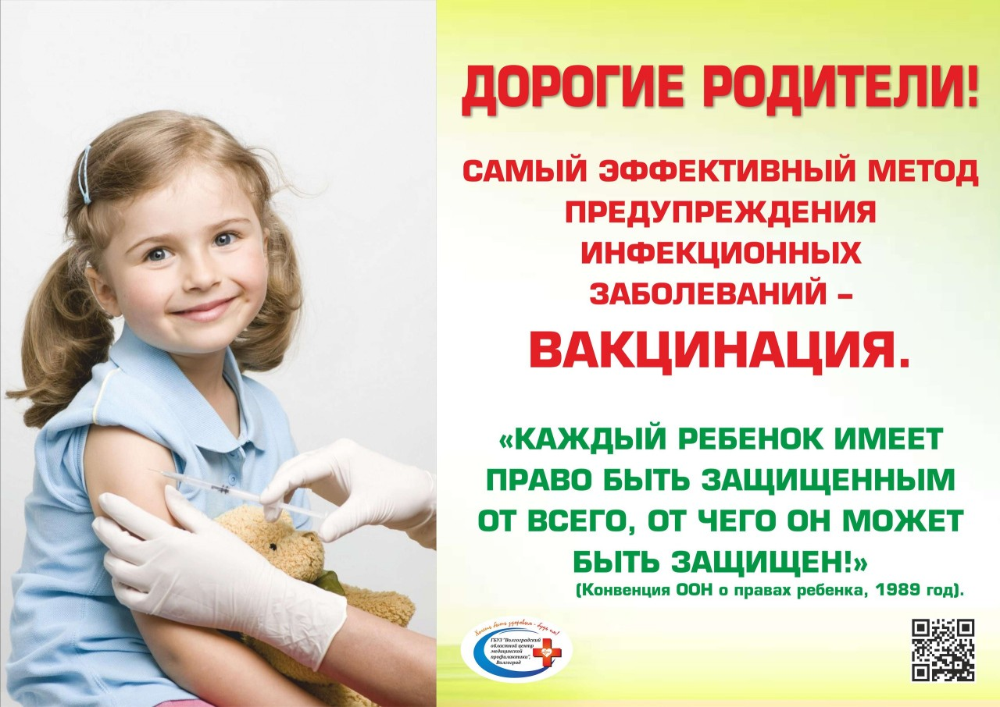 ДОРОГИЕ РОДИТЕЛИ!
САМЫЙ ЭФФЕКТИВНЫЙ МЕТОД
ПРЕДУПРЕЖДЕНИЯ
ИНФЕКЦИОННЫХ
ЗАБОЛЕВАНИЙ –
ВАКЦИНАЦИЯ.
«КАЖДЫЙ РЕБЕНОК ИМЕЕТ
ПРАВО БЫТЬ ЗАЩИЩЕННЫМ
ОТ ВСЕГО, ОТ ЧЕГО ОН МОЖЕТ
БЫТЬ ЗАЩИЩЕН!»
(Конвенция ООН о правах ребенка, 1989 год).
Хочешь быть здоровым - будь им!
ГБУЗ "Волгоградский
областной центр
медицинской
профилактики",
Волгоград